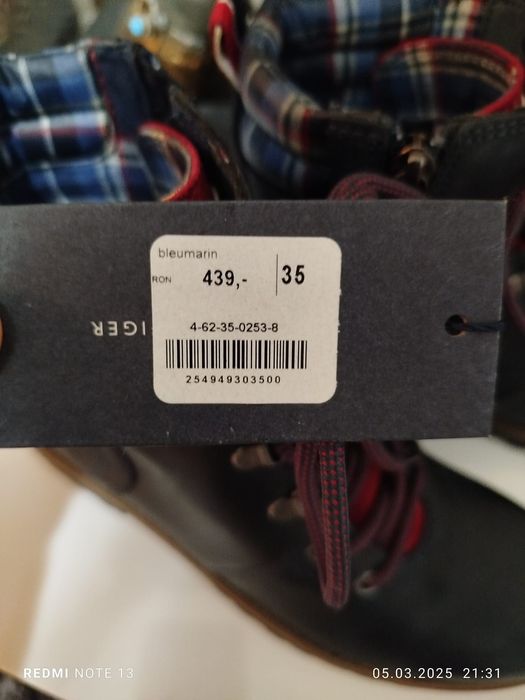 bleumarin
RON 439,- 35
4-62-35-0253-8
254949303500
IGER
REDMI NOTE 13
05.03.2025 21:31